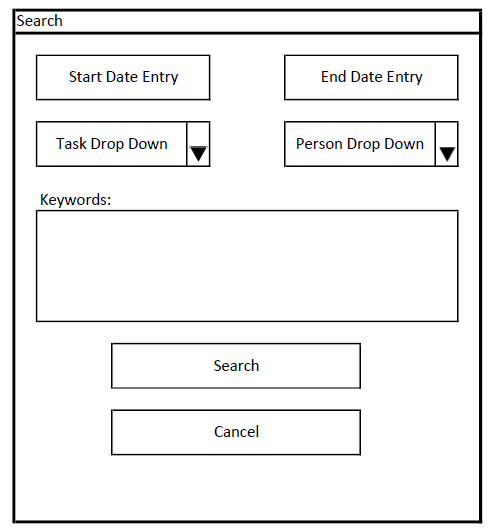 Search
Start Date Entry
End Date Entry
Task Drop Down
Person Drop Down
Keywords:
Search
Cancel